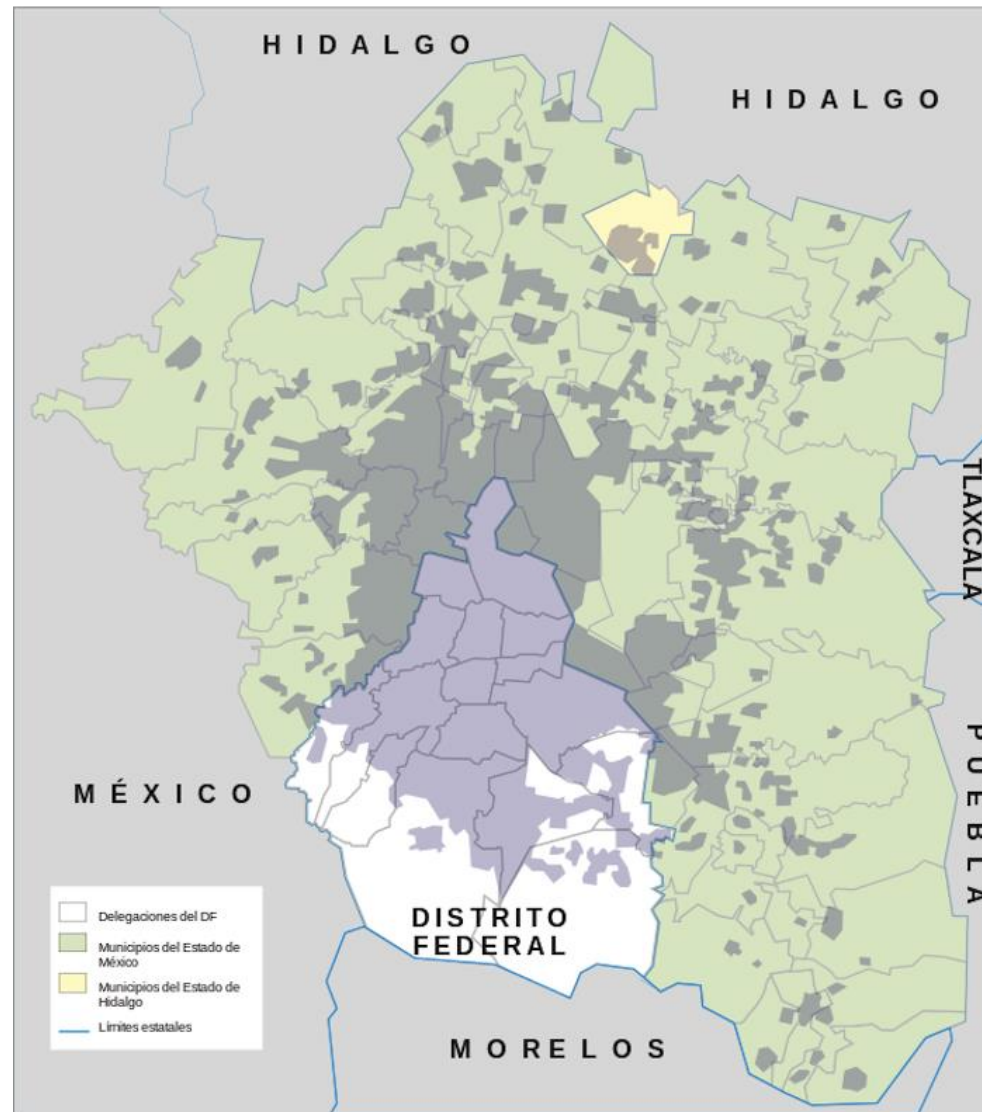 HIDALGO
HIDALGO
TLAXCALA
MÉXICO
PUEBLA
DISTRITO
FEDERAL
MORELOS
Delegaciones del DF
Municipios del Estado de
México
Municipios del Estado de
Hidalgo
Límites estatales